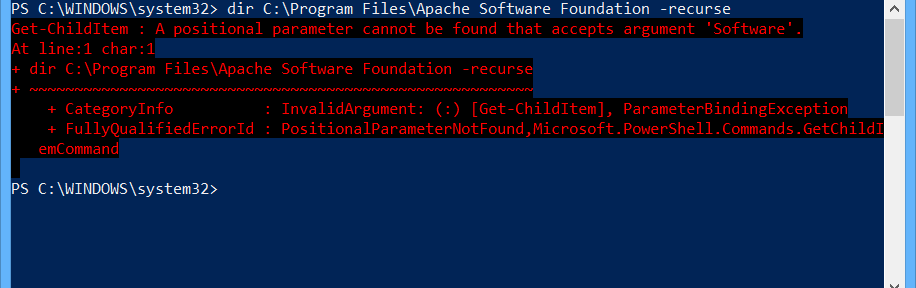 PS C:\WINDOWS\system32> dir C:\Program Files\Apache Software Foundation -recurse
Get-ChildItem : A positional parameter cannot be found that accepts argument 'Software'.
At line:1 char:1
+ dir C:\Program Files\Apache Software Foundation -recurse
+ ~~~~~~~~~~~~~~~~~~~~~~~~~~~~~~~~~~~~~~~~~~~~~~~~~~~~~~~~
    + CategoryInfo          : InvalidArgument: (:) [Get-ChildItem], ParameterBindingException
    + FullyQualifiedErrorId : PositionalParameterNotFound,Microsoft.PowerShell.Commands.GetChildI
   emCommand
PS C:\WINDOWS\system32>